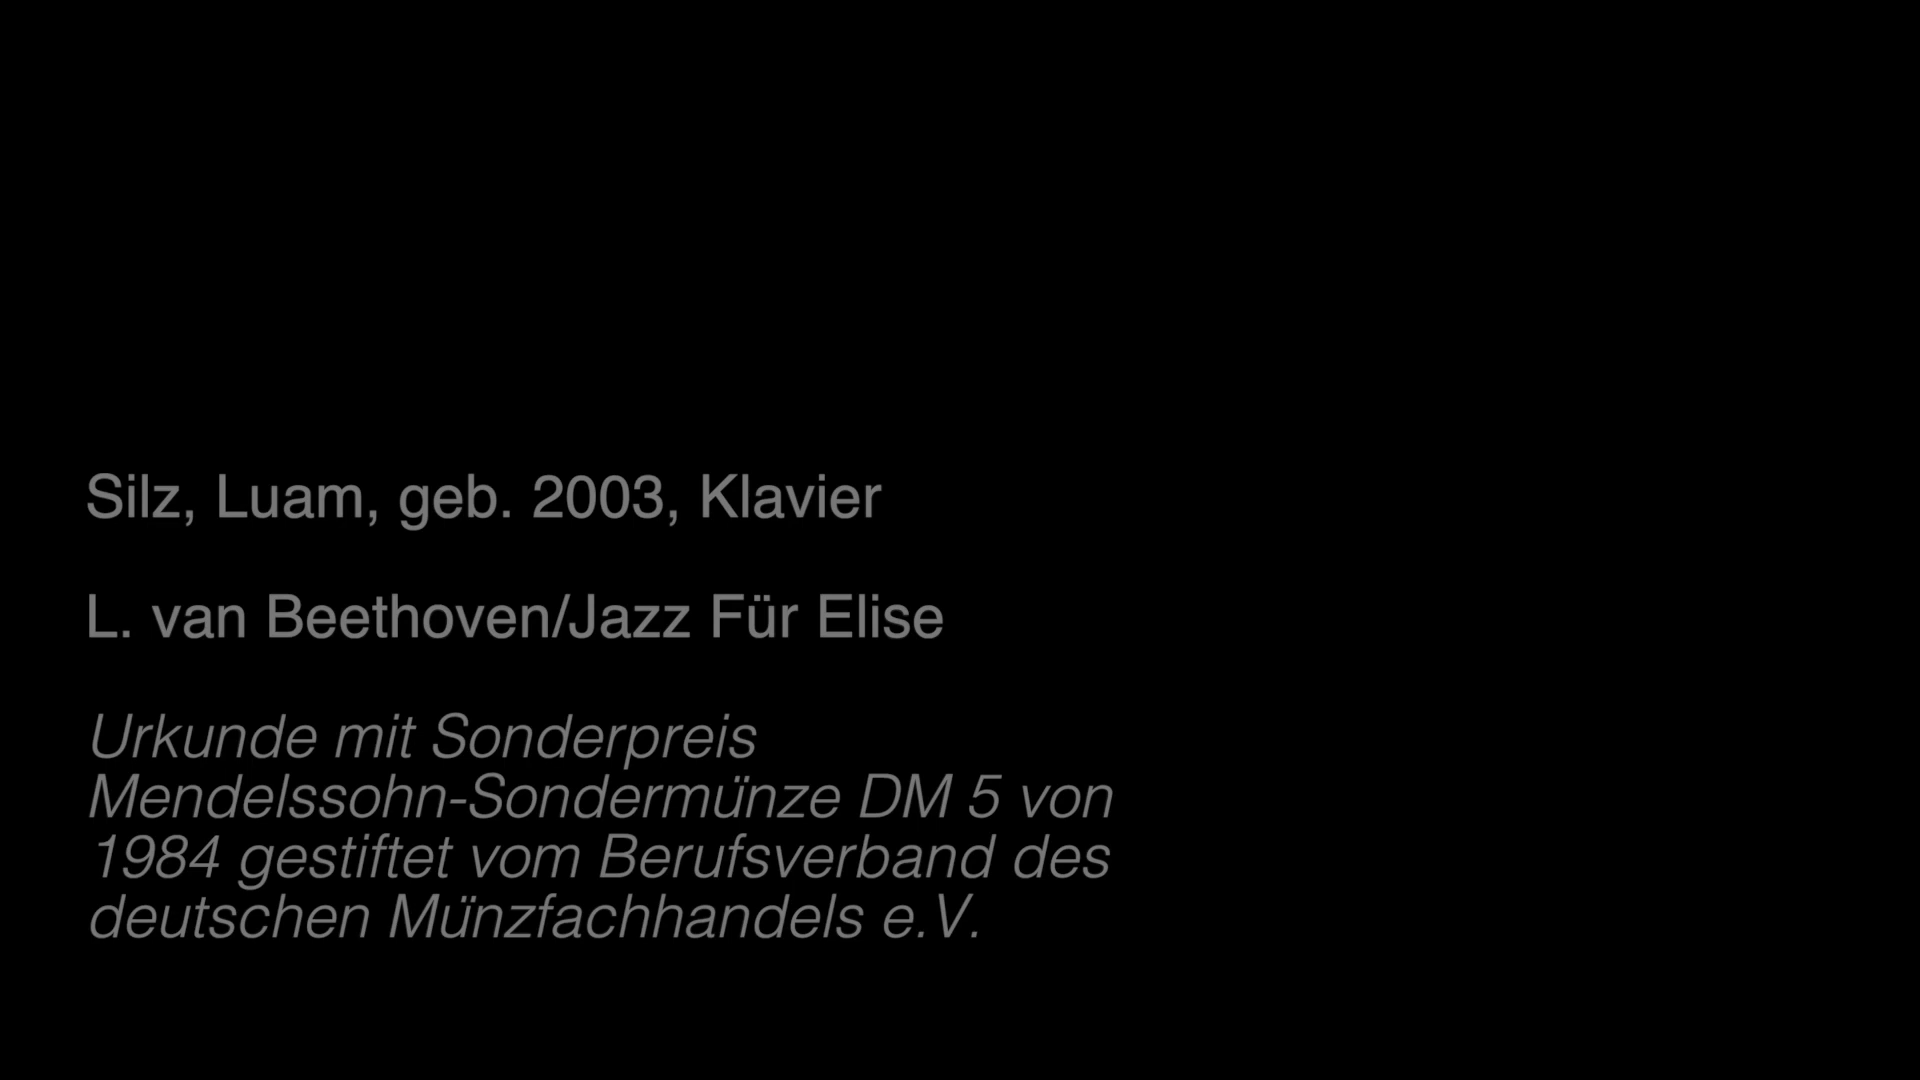 Silz, Luam, geb. 2003, Klavier
L. van Beethoven/Jazz Für Elise
Urkunde mit Sonderpreis
Mendelssohn-Sondermünze DM 5 von
1984 gestiftet vom Berufsverband des
deutschen Münzfachhandels e.V.